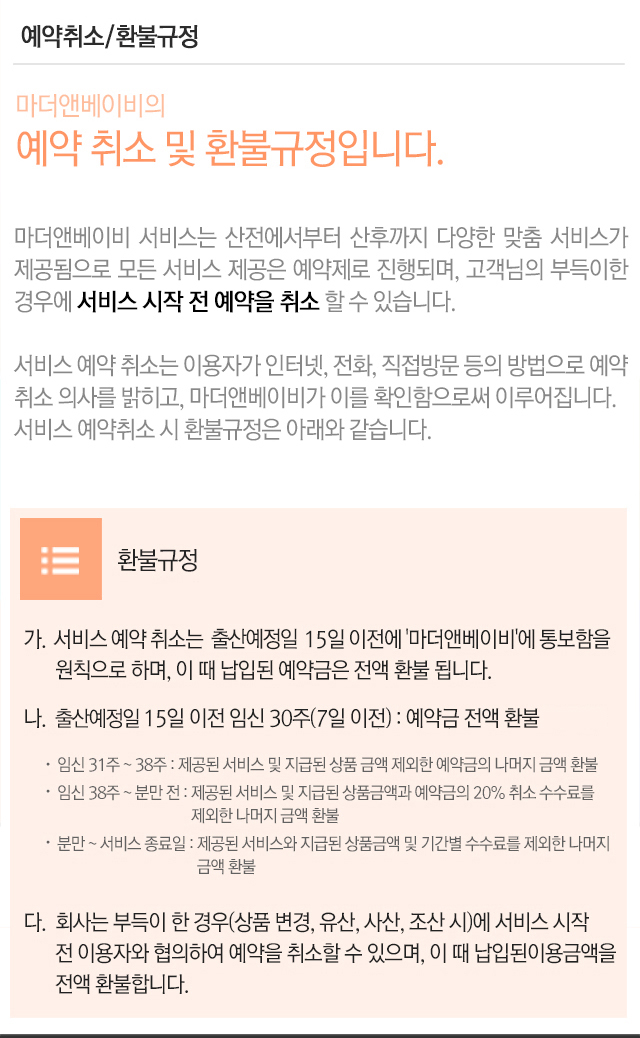 예약취소/환불규정
마더앤베이비의
예약 취소 및 환불규정입니다.
마더앤베이비 서비스는 산전에서부터 산후까지 다양한 맞춤 서비스가
제공됨으로 모든 서비스 제공은 예약제로 진행되며, 고객님의 부득이한
경우에 서비스 시작 전 예약을 취소 할 수 있습니다.
서비스 예약 취소는 이용자가 인터넷, 전화, 직접방문 등의 방법으로 예약
취소 의사를 밝히고, 마더앤베이비가 이를 확인함으로써 이루어집니다.
서비스 예약취소 시 환불규정은 아래와 같습니다.
환불규정
가. 서비스 예약 취소는 출산예정일 15일 이전에 '마더앤베이비'에 통보함을
원칙으로 하며, 이 때 납입된 예약금은 전액 환불 됩니다.
나. 출산예정일 15일 이전 임신 30주(7일 이전) : 예약금 전액 환불
· 임신 31주 ~ 38주 : 제공된 서비스 및 지급된 상품 금액 제외한 예약금의 나머지 금액 환불
· 임신 38주 ~ 분만 전 : 제공된 서비스 및 지급된 상품금액과 예약금의 20% 취소 수수료를
제외한 나머지 금액 환불
· 분만 ~ 서비스 종료일 : 제공된 서비스와 지급된 상품금액 및 기간별 수수료를 제외한 나머지
금액 환불
다. 회사는 부득이 한 경우(상품 변경, 유산, 사산, 조산 시)에 서비스 시작
전 이용자와 협의하여 예약을 취소할 수 있으며, 이 때 납입된이용금액을
전액 환불합니다.